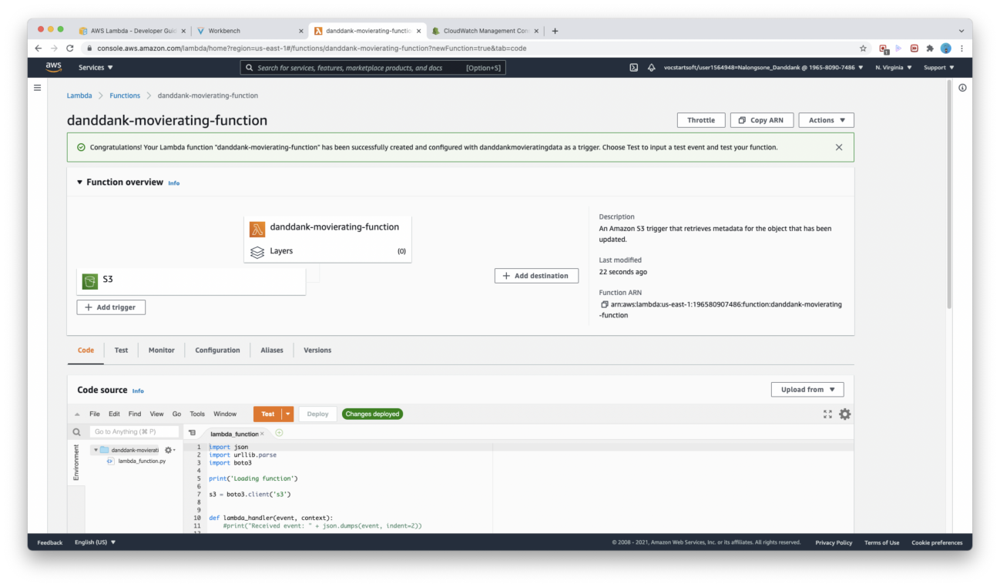 AWS Lambda - Developer Guid
Workbench
danddank-movierating-functio
CloudWatch Management Con
console.aws.amazon.com/lambda/home?region=us-east-1#/functions/danddank-movierating-function?newFunction=true&tab=code
aws
Services
Search for services, features, marketplace products, and docs [Option+S]
vocstartsoft/user1564948=Nalongsone_Danddank @ 1965-8090-7486
N. Virginia
Support
Lambda > Functions > danddank-movierating-function
danddank-movierating-function
Throttle
Copy ARN
Actions
Congratulations! Your Lambda function "danddank-movierating-function" has been successfully created and configured with danddankmovieratingdata as a trigger. Choose Test to input a test event and test your function.
Function overview Info
danddank-movierating-function
Layers (0)
S3
+ Add trigger
+ Add destination
Description
An Amazon S3 trigger that retrieves metadata for the object that has been
updated.
Last modified
22 seconds ago
Function ARN
arn:aws:lambda:us-east-1:196580907486:function:danddank-movierating
-function
Code
Test
Monitor
Configuration
Aliases
Versions
Code source Info
Upload from
File Edit Find View Go Tools Window
Test
Deploy
Changes deployed
Go to Anything (⌘ P)
lambda_function
Environment
danddank-movierati
lambda_function.py
1 import json
2 import urllib.parse
3 import boto3
4
5 print('Loading function')
6
7 s3 = boto3.client('s3')
8
9
10 def lambda_handler(event, context):
11 #print("Received event: " + json.dumps(event, indent=2))
12
Feedback
English (US)
© 2008 - 2021, Amazon Web Services, Inc. or its affiliates. All rights reserved.
Privacy Policy
Terms of Use
Cookie preferences